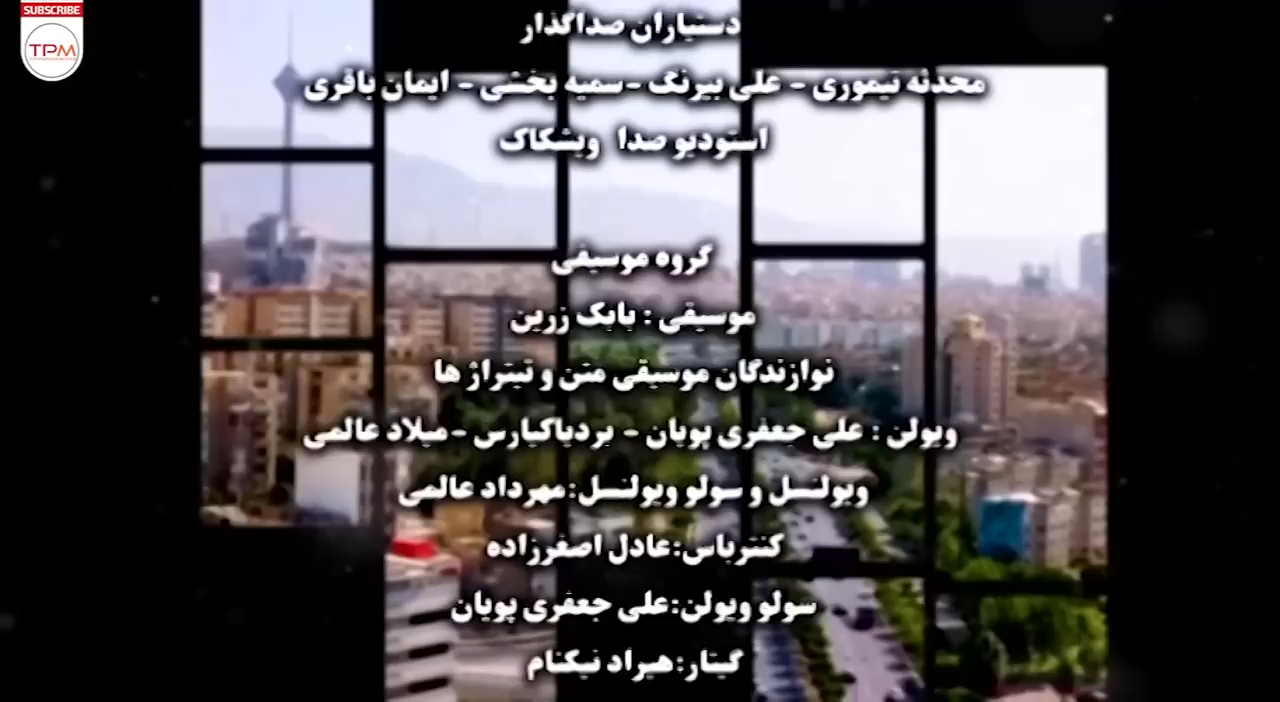 SUBSCRIBE
TPM
دستیاران صداگذار
محدثه تیموری - علی بیرنگ - سمیه بخشی - ایمان باقری
استودیو صدا ویشکاک
گروه موسیقی
موسیقی : بابک زرین
نوازندگان موسیقی متن و تیتراژ ها
ویولن : علی جعفری پویان - بردیاکیارس - میلاد عالمی
ویولنسل و سولو ویولنسل:مهرداد عالمی
کنترباس:عادل اصغرزاده
سولو ویولن:علی جعفری پویان
گیتار:هیراد نیکنام